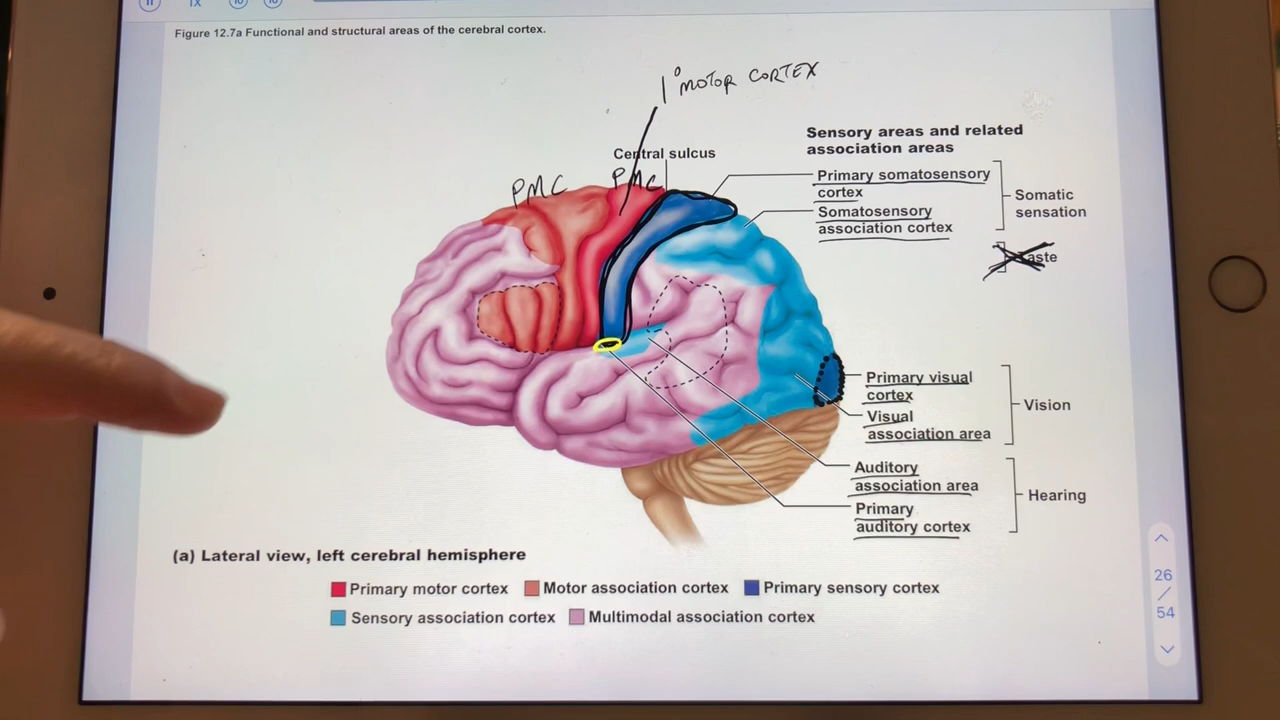 1x
10
10
Figure 12.7a Functional and structural areas of the cerebral cortex.
1° MOTOR CORTEX
Central sulcus
PMC
PMC
Sensory areas and related
association areas
Primary somatosensory
cortex
Somatosensory
association cortex
Somatic
sensation
Taste
Primary visual
cortex
Visual
association area
Vision
Auditory
association area
Primary
auditory cortex
Hearing
(a) Lateral view, left cerebral hemisphere
Primary motor cortex
Motor association cortex
Primary sensory cortex
Sensory association cortex
Multimodal association cortex
26
/
54